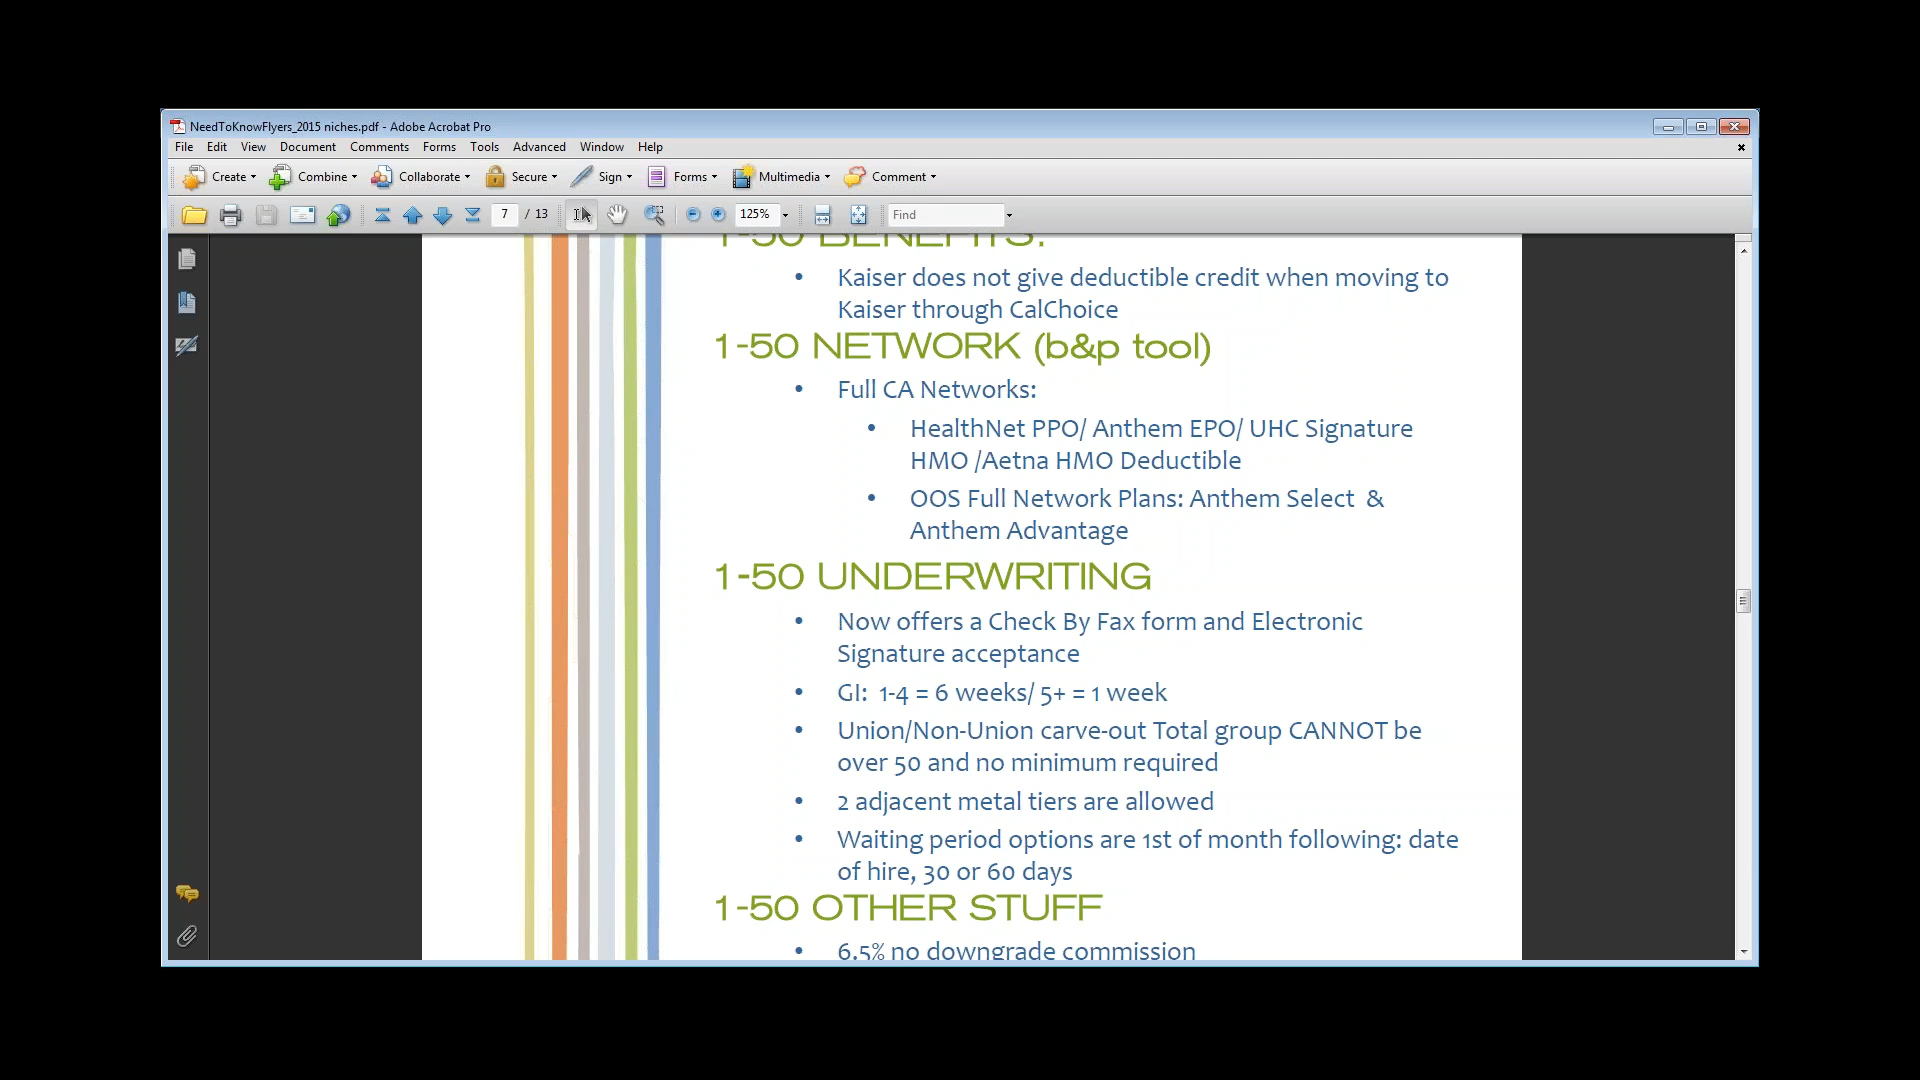 NeedToKnowFlyers_2015 niches.pdf - Adobe Acrobat Pro
File Edit View Document Comments Forms Tools Advanced Window Help
Create Combine Collaborate Secure Sign Forms Multimedia Comment
7 / 13 125% Find
1-50 BENEFITS:
• Kaiser does not give deductible credit when moving to
Kaiser through CalChoice
1-50 NETWORK (b&p tool)
• Full CA Networks:
• HealthNet PPO/ Anthem EPO/ UHC Signature
HMO /Aetna HMO Deductible
• OOS Full Network Plans: Anthem Select &
Anthem Advantage
1-50 UNDERWRITING
• Now offers a Check By Fax form and Electronic
Signature acceptance
• GI: 1-4 = 6 weeks/ 5+ = 1 week
• Union/Non-Union carve-out Total group CANNOT be
over 50 and no minimum required
• 2 adjacent metal tiers are allowed
• Waiting period options are 1st of month following: date
of hire, 30 or 60 days
1-50 OTHER STUFF
• 6.5% no downgrade commission